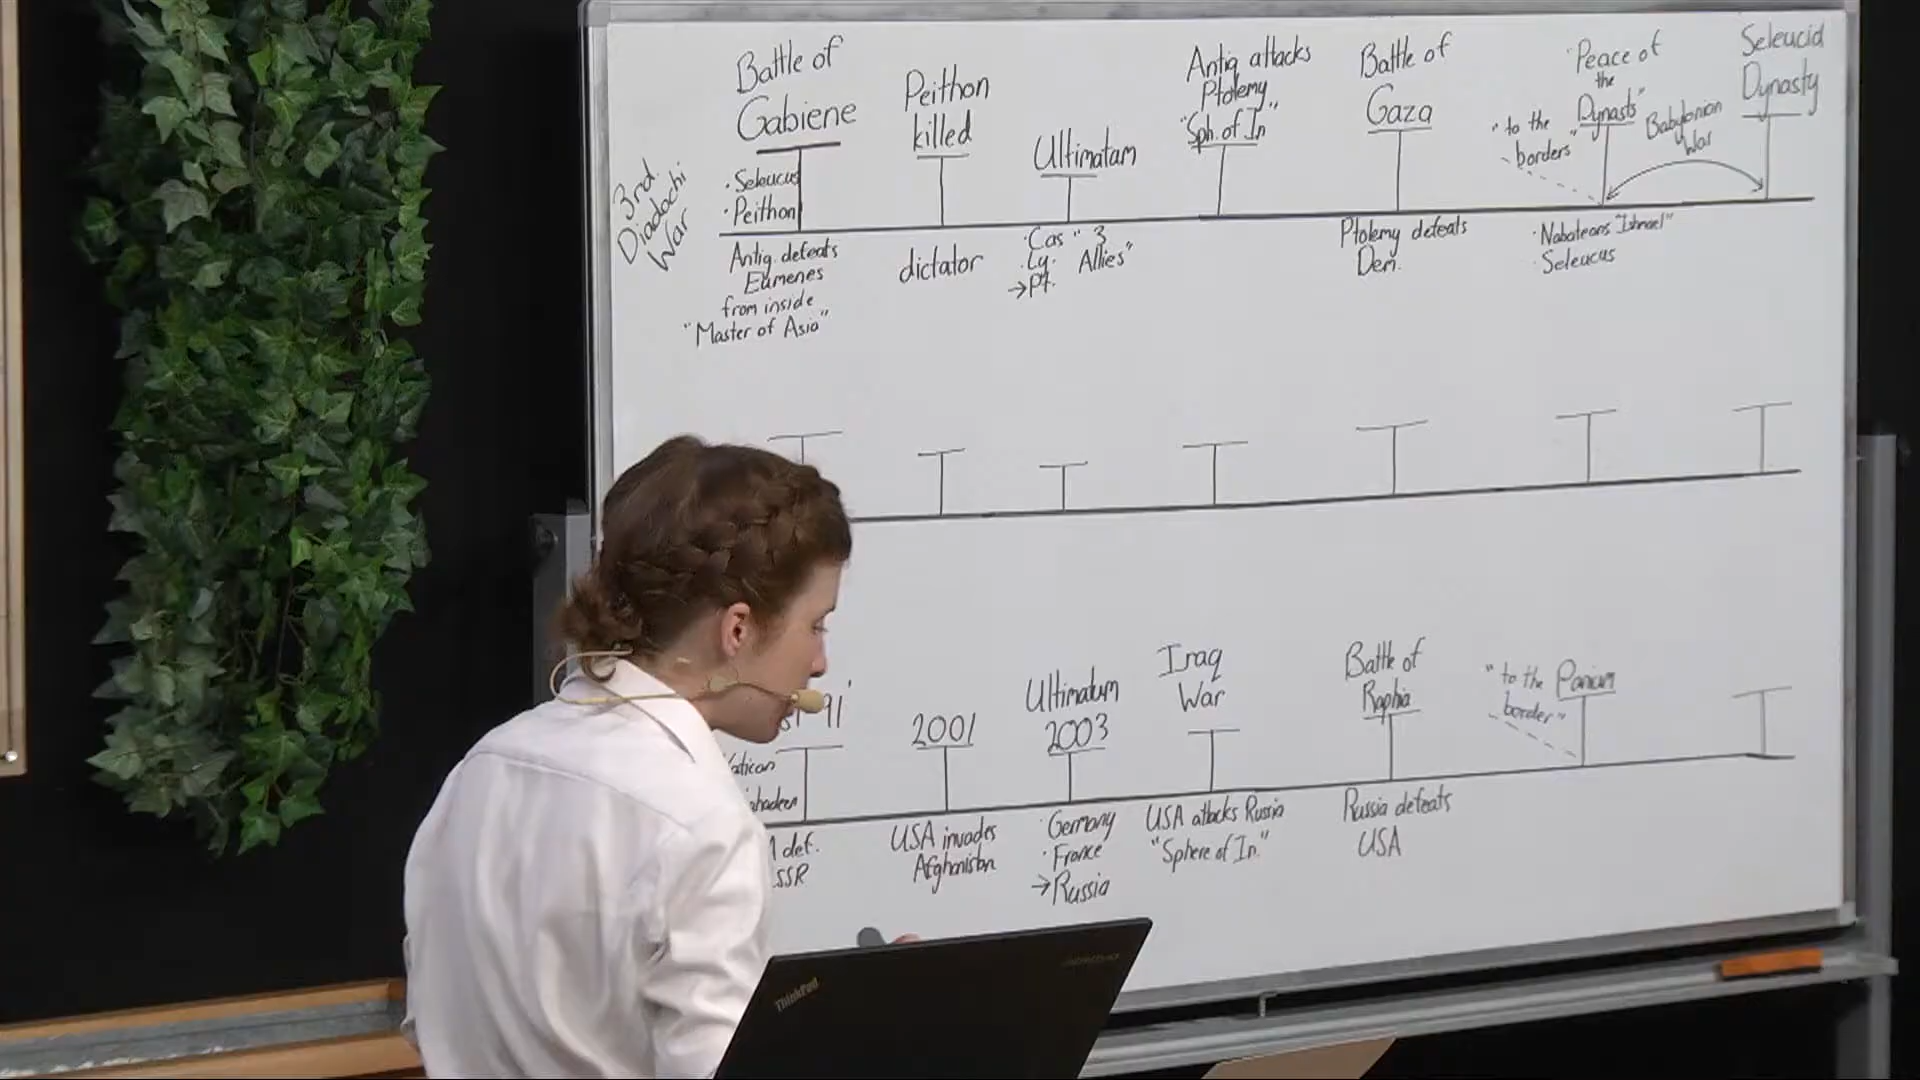 3rd.
Diadochi
War
Battle of
Gabiene
· Seleucus
· Peithon
Antig. defeats
Eumenes
from inside
"Master of Asia"
Peithon
killed
dictator
Ultimatam
· Cas " 3
· Ly. Allies"
→ Pt.
Antig attacks
Ptolemy
"Sph. of In"
Battle of
Gaza
Ptolemy defeats
Dem.
"to the
borders"
"Peace of
the
Dynasts"
· Nabateans "Ishmael"
· Seleucus
Babylonian
War
Seleucid
Dynasty
91'
def.
2001
USA invades
Afghanistan
Ultimatum
2003
· Germany
· France
→ Russia
Iraq
War
USA attacks Russia
"Sphere of In."
Battle of
Raphia
Russia defeats
USA
"to the
border"
Panium
ThinkPad